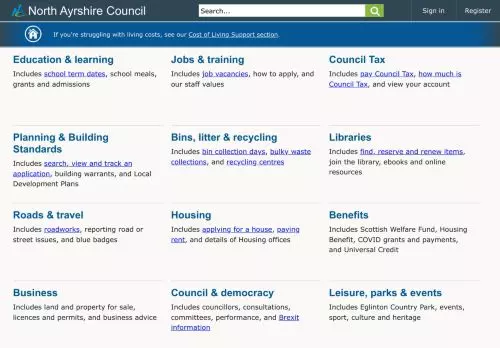 North Ayrshire Council
Search...
Sign in
Register
If you're struggling with living costs, see our Cost of Living Support section.
Education & learning
Includes school term dates, school meals,
grants and admissions
Jobs & training
Includes job vacancies, how to apply, and
our staff values
Council Tax
Includes pay Council Tax, how much is
Council Tax, and view your account
Planning & Building
Standards
Includes search, view and track an
application, building warrants, and Local
Development Plans
Bins, litter & recycling
Includes bin collection days, bulky waste
collections, and recycling centres
Libraries
Includes find, reserve and renew items,
join the library, ebooks and online
resources
Roads & travel
Includes roadworks, reporting road or
street issues, and blue badges
Housing
Includes applying for a house, paying
rent, and details of Housing offices
Benefits
Includes Scottish Welfare Fund, Housing
Benefit, COVID grants and payments,
and Universal Credit
Business
Includes land and property for sale,
licences and permits, and business advice
Council & democracy
Includes councillors, consultations,
committees, performance, and Brexit
information
Leisure, parks & events
Includes Eglinton Country Park, events,
sport, culture and heritage